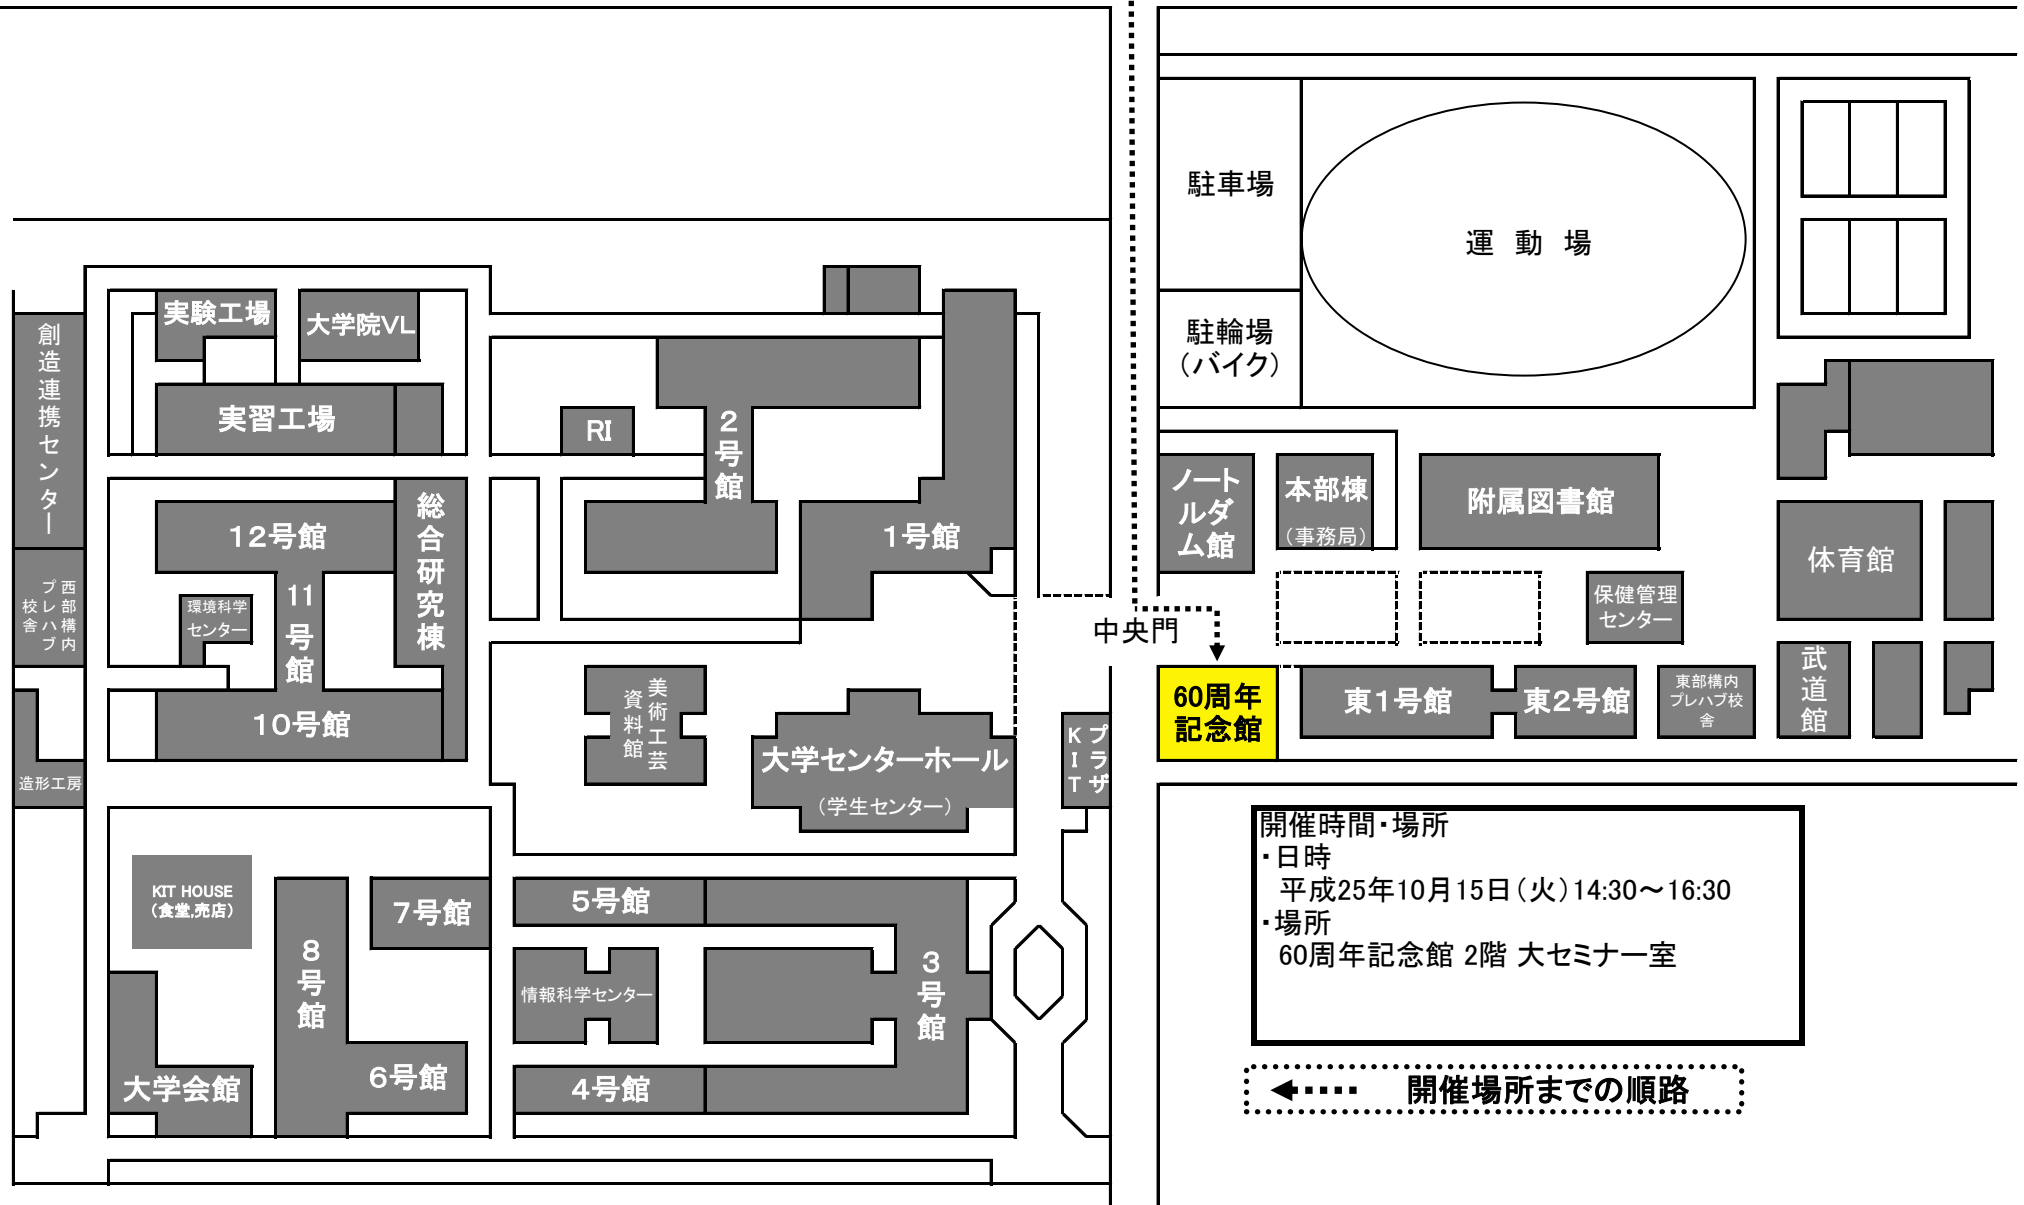 駐車場
運 動 場
駐輪場
（バイク）
実験工場
大学院VL
創造連携センター
実習工場
RI
2号館
1号館
ノート
ルダ
ム館
本部棟
（事務局）
附属図書館
体育館
12号館
総合研究棟
11号館
環境科学
センター
西部構内
プレハブ
校舎
保健管理
センター
中央門
10号館
美術工芸
資料館
大学センターホール
（学生センター）
プラザ
KIT
60周年
記念館
東1号館
東2号館
東部構内
プレハブ校
舎
武道館
造形工房
開催時間・場所
・日時
平成25年10月15日（火）14:30～16:30
・場所
60周年記念館 2階 大セミナー室
KIT HOUSE
（食堂,売店）
8号館
7号館
5号館
3号館
情報科学センター
大学会館
6号館
4号館
開催場所までの順路